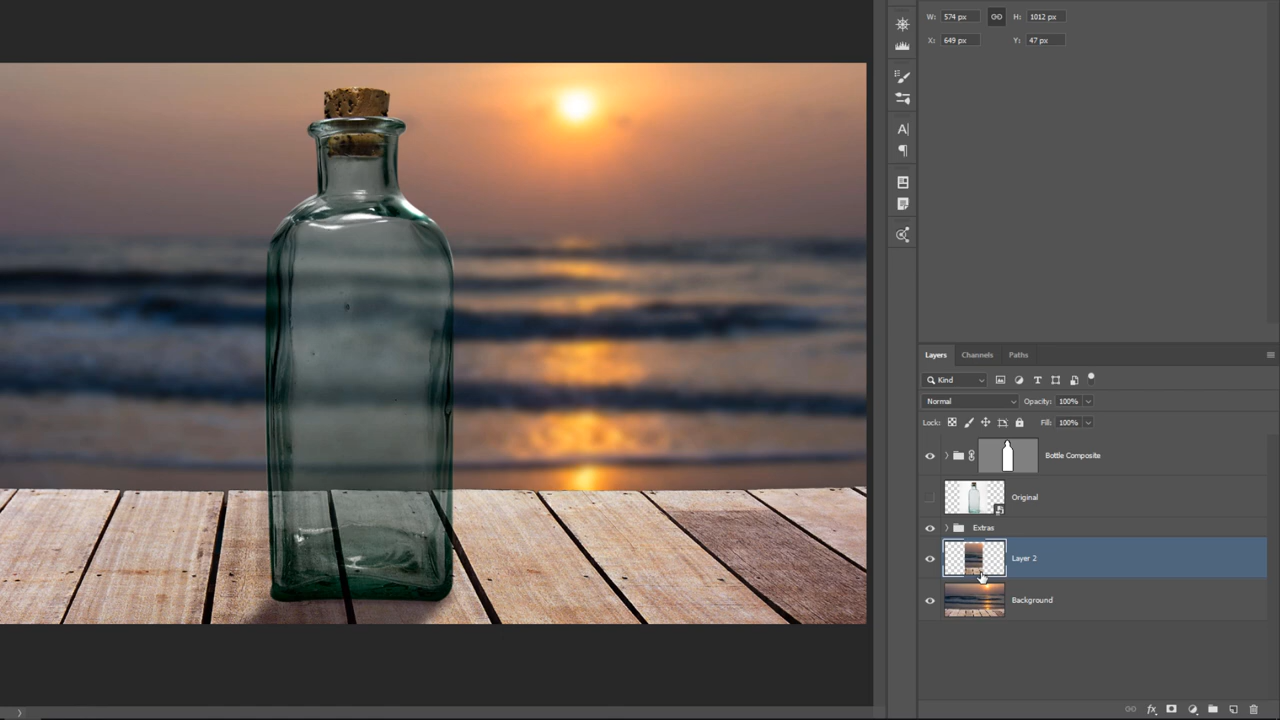 W: 574 px H: 1012 px
X: 649 px Y: 47 px
Layers Channels Paths
Kind
Normal Opacity: 100%
Lock: Fill: 100%
Bottle Composite
Original
Extras
Layer 2
Background